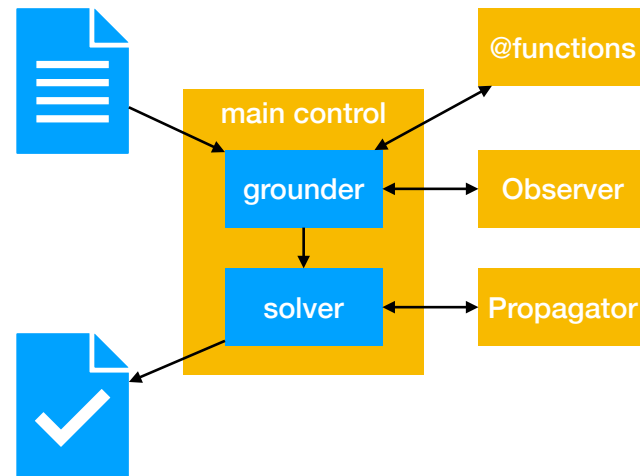 @functions
main control
grounder
Observer
solver
Propagator